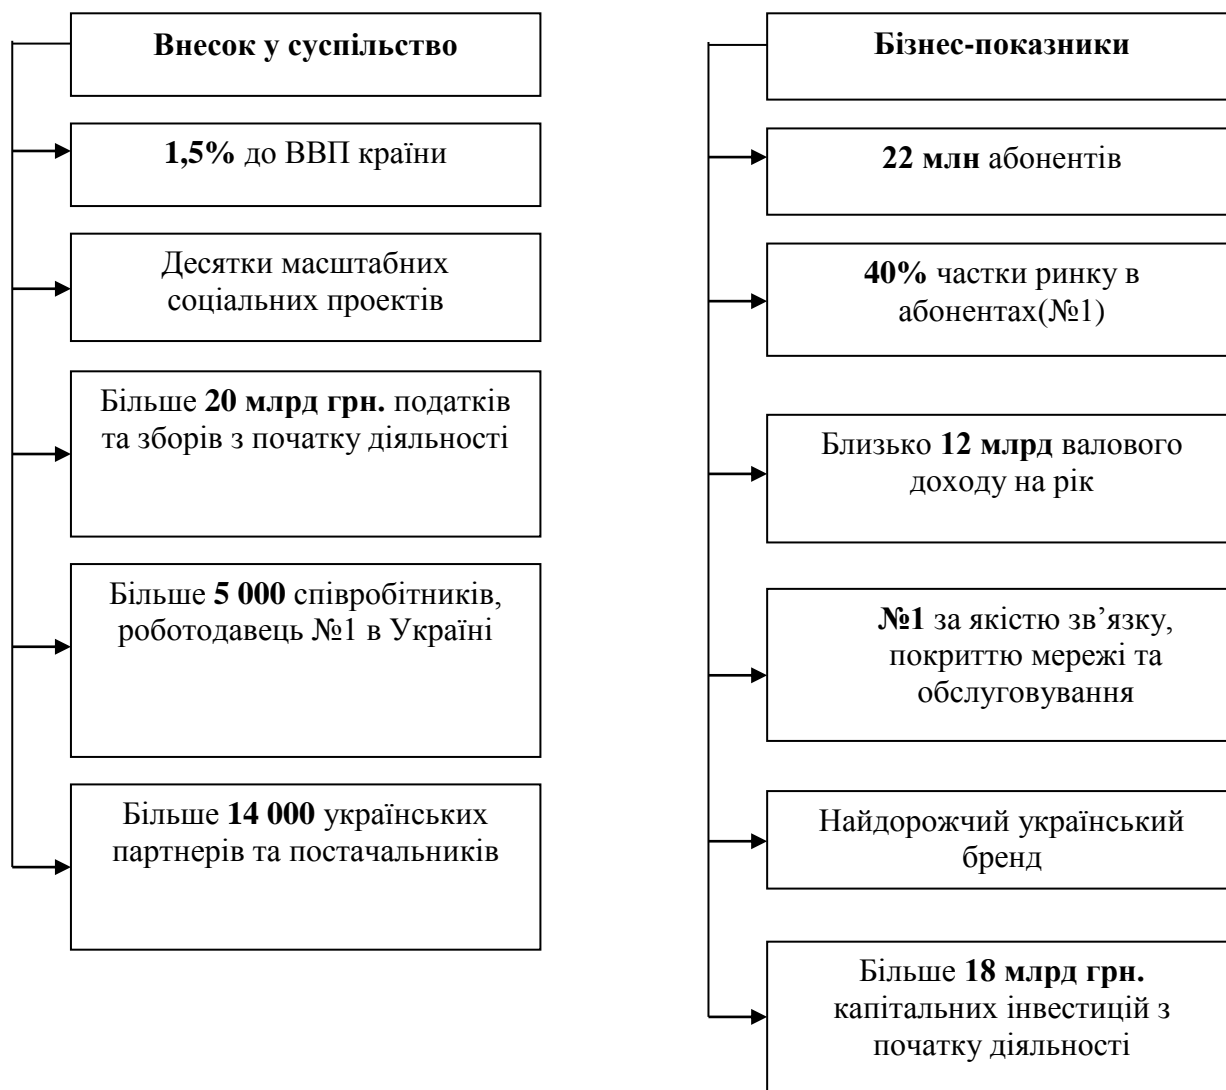 Внесок у суспільство
1,5% до ВВП країни
Десятки масштабних
соціальних проектів
Більше 20 млрд грн. податків
та зборів з початку діяльності
Більше 5 000 співробітників,
роботодавець №1 в Україні
Більше 14 000 українських
партнерів та постачальників
Бізнес-показники
22 млн абонентів
40% частки ринку в
абонентах(№1)
Близько 12 млрд валового
доходу на рік
№1 за якістю зв’язку,
покриттю мережі та
обслуговування
Найдорожчий український
бренд
Більше 18 млрд грн.
капітальних інвестицій з
початку діяльності